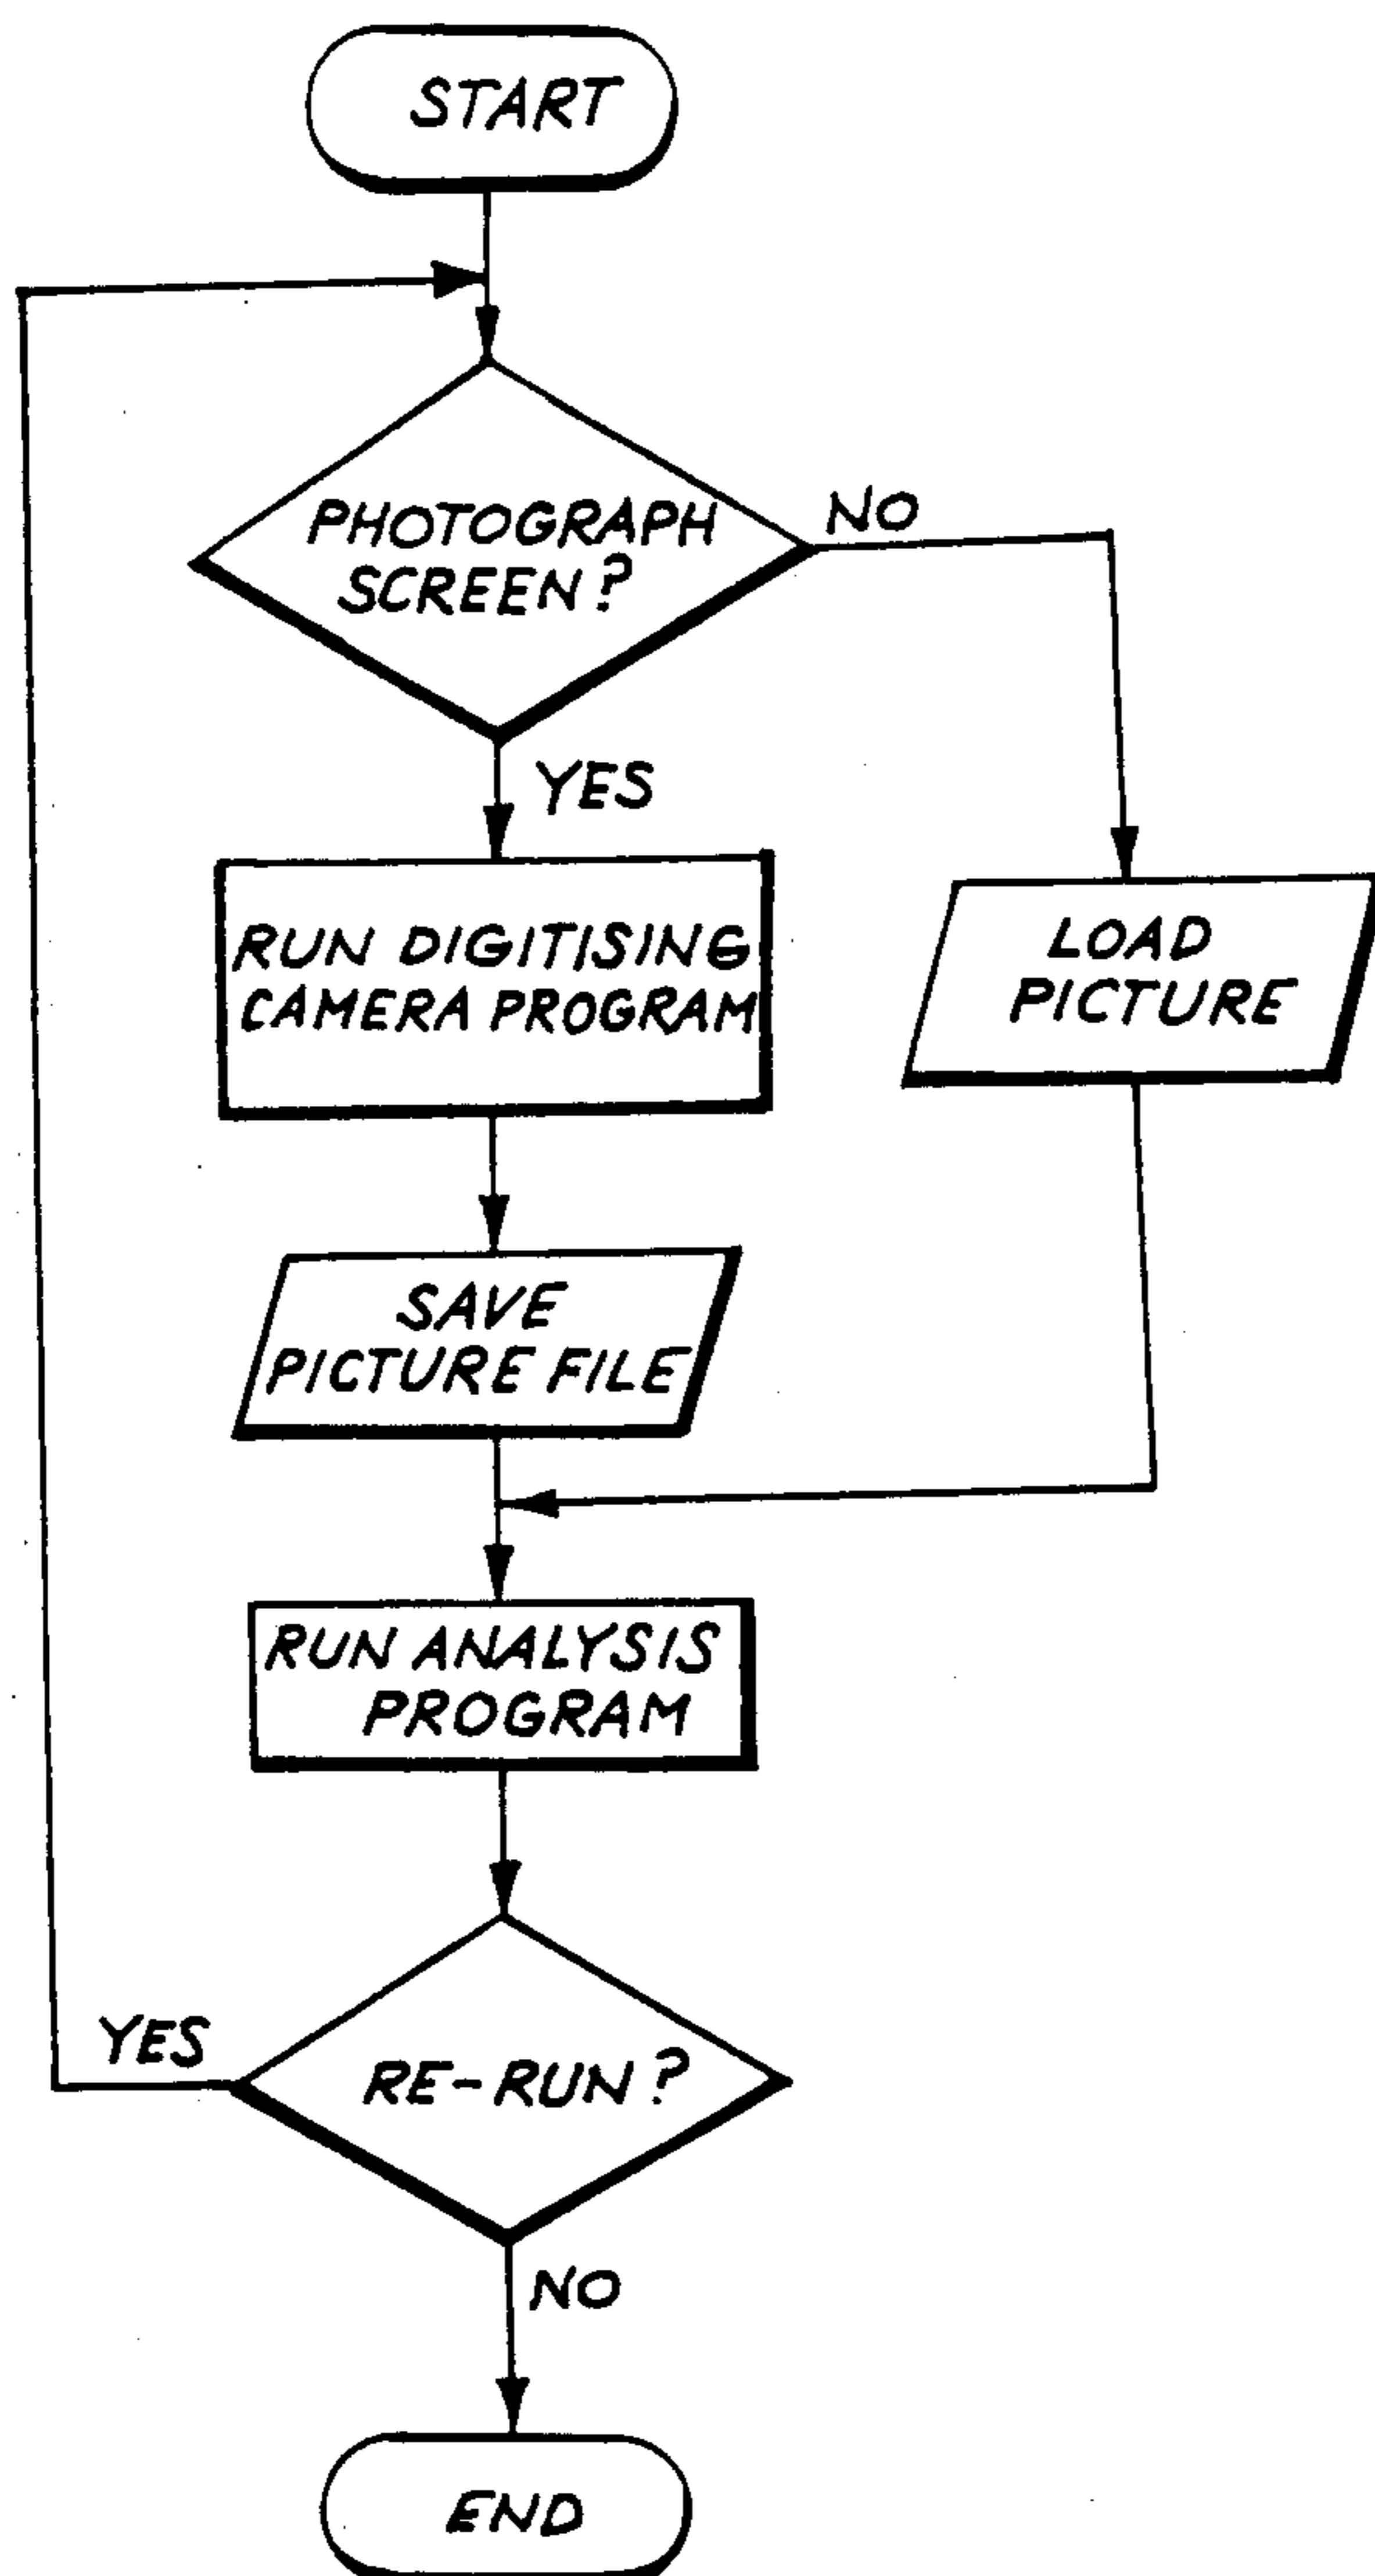 START
PHOTOGRAPH
SCREEN?
NO
YES
RUN DIGITISING
CAMERA PROGRAM
LOAD
PICTURE
SAVE
PICTURE FILE
RUN ANALYSIS
PROGRAM
YES
RE-RUN?
NO
END